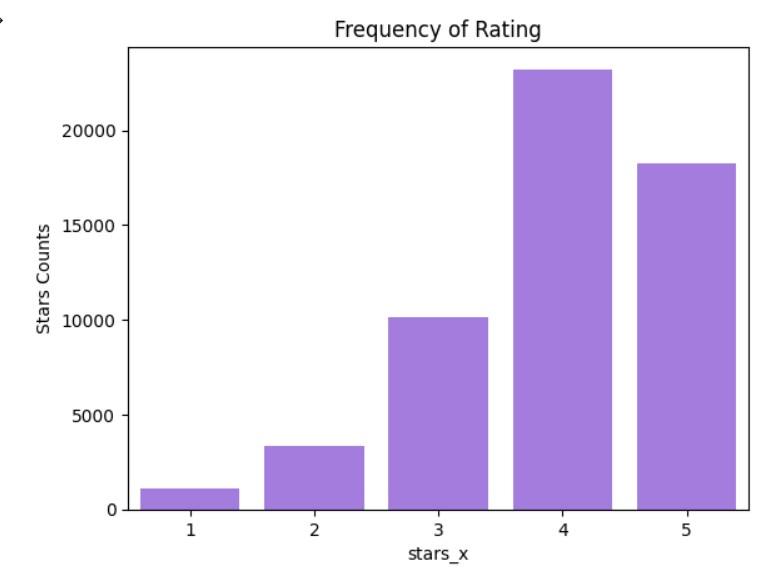 Frequency of Rating
Stars Counts
20000
15000
10000
5000
0
1 2 3 4 5
stars_x